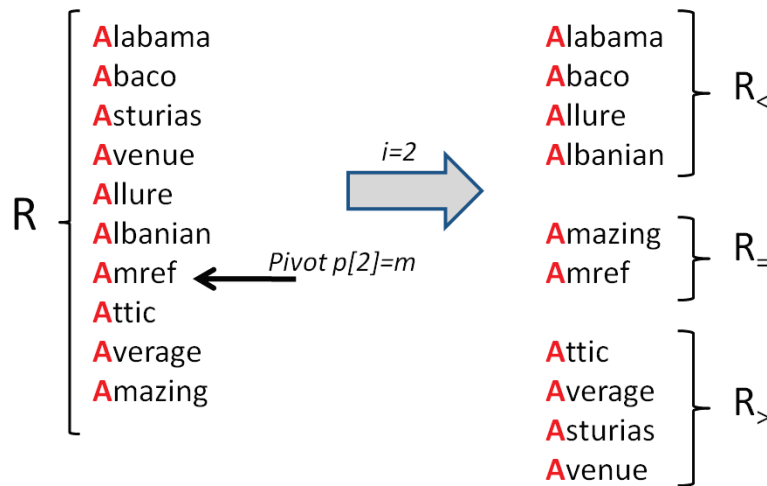 Alabama
Abaco
Asturias
Avenue
Allure
Albanian
Amref
Attic
Average
Amazing
R
i=2
Pivot p[2]=m
Alabama
Abaco
Allure
Albanian
R<
Amazing
Amref
R=
Attic
Average
Asturias
Avenue
R>